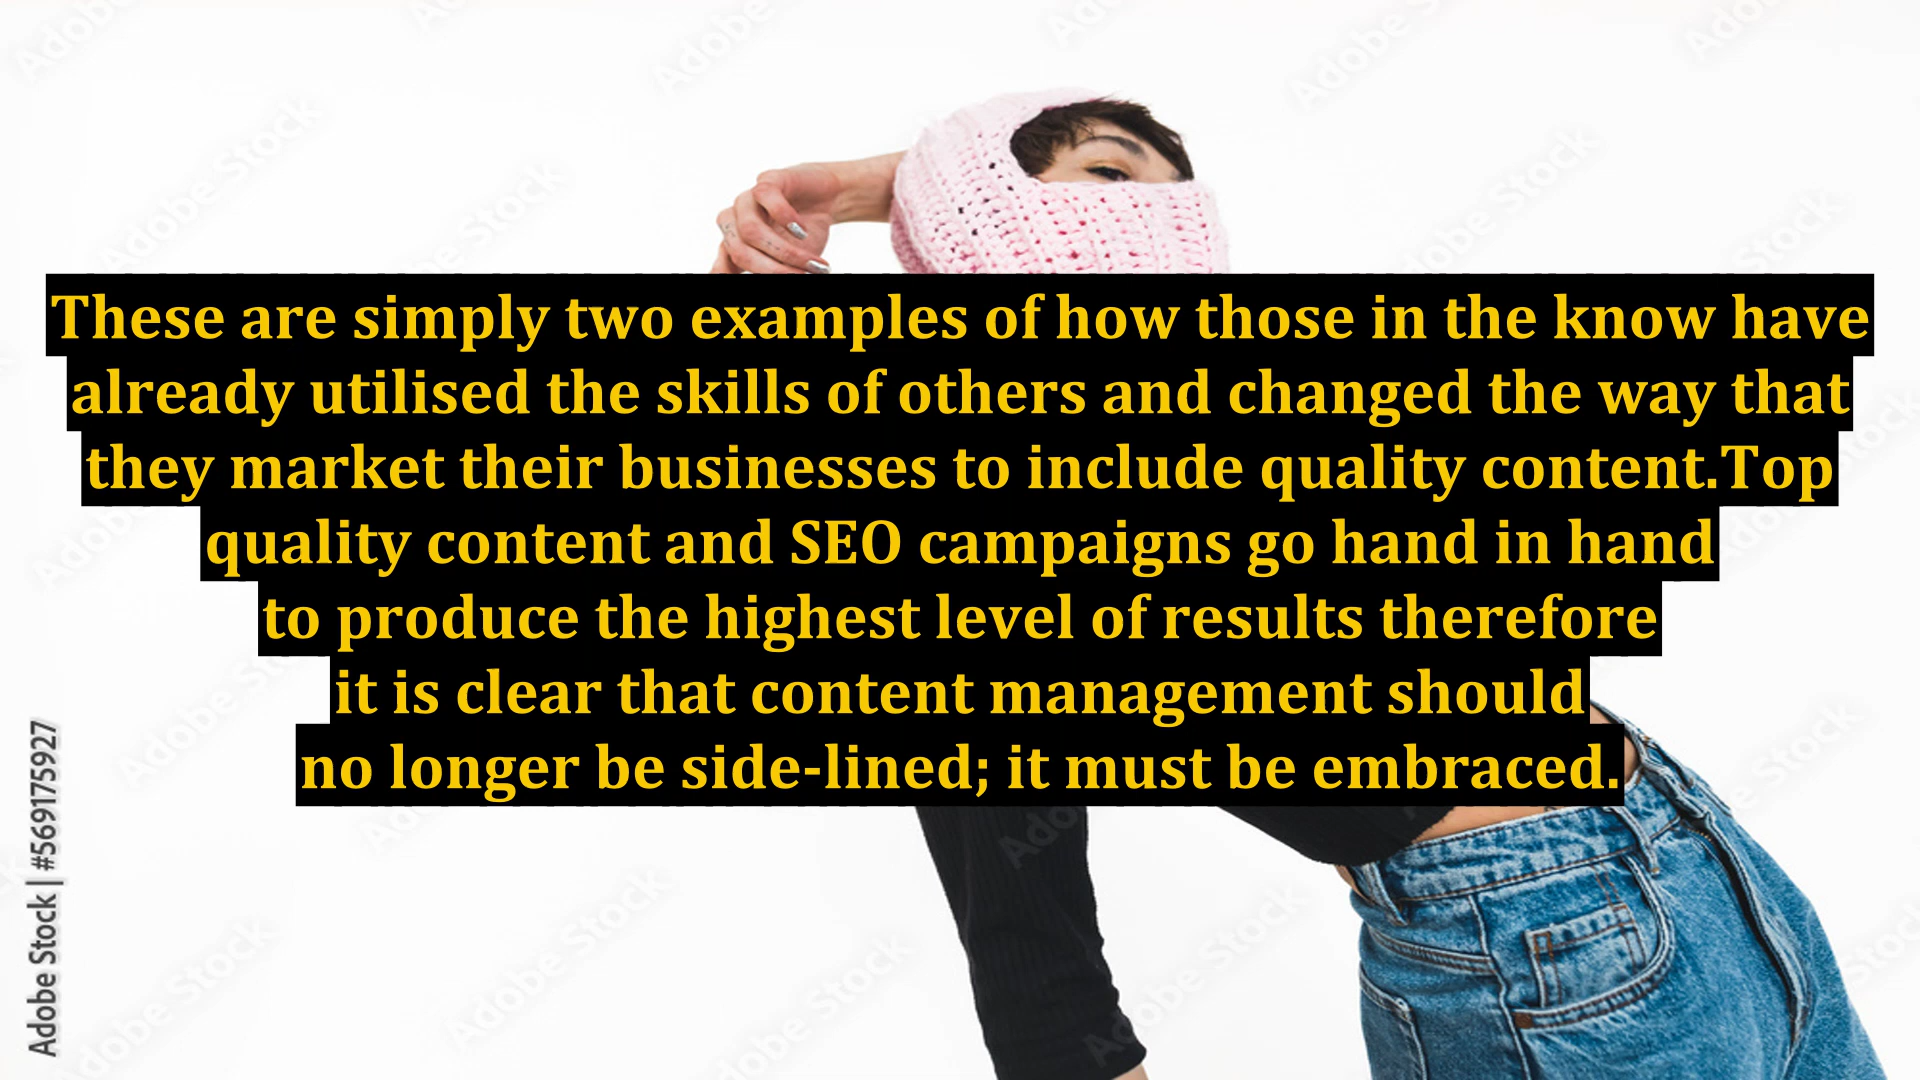 These are simply two examples of how those in the know have
already utilised the skills of others and changed the way that
they market their businesses to include quality content.Top
quality content and SEO campaigns go hand in hand
to produce the highest level of results therefore
it is clear that content management should
no longer be side-lined; it must be embraced.
Adobe Stock | #569175927